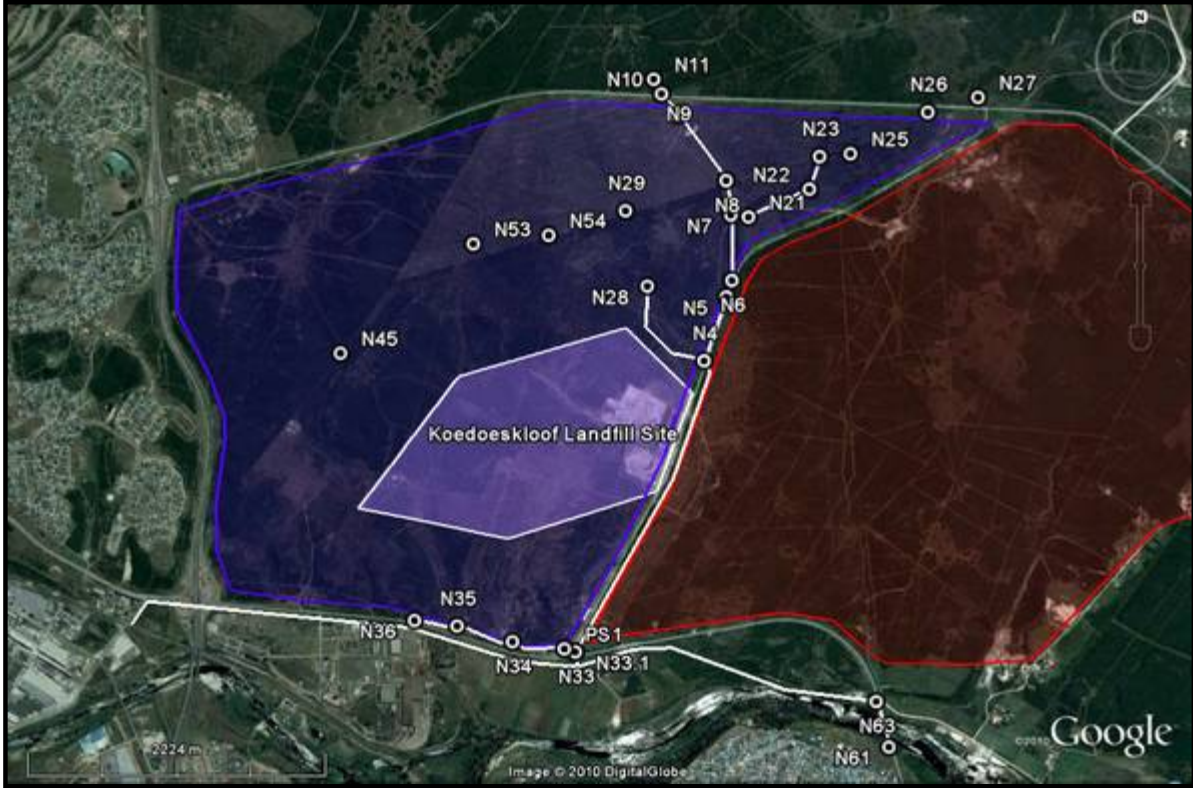 N
N10 N11
N26 N27
N9
N23
N25
N22
N29
N8 N21
N7
N53 N54
N28
N5 N6
N4
N45
Koedoeskloof Landfill Site
N35
N36
PS1
N34
N33 N33.1
N63
N61
2224 m
©2010 Google
Image © 2010 DigitalGlobe